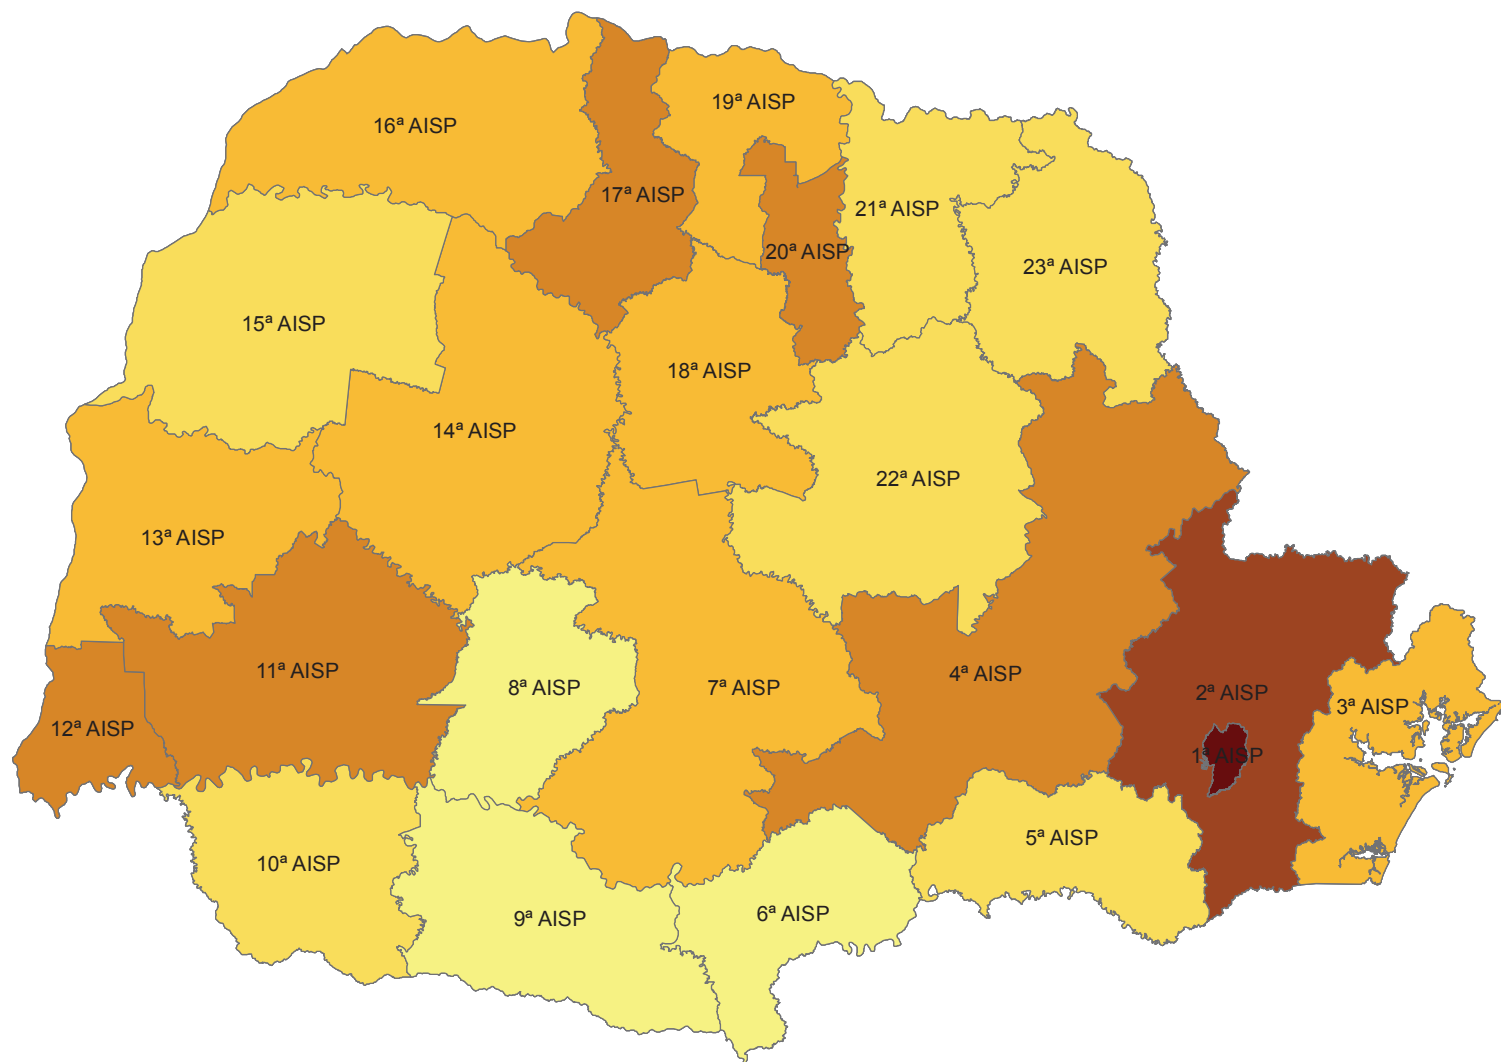 19ª AISP
16ª AISP
17ª AISP
21ª AISP
20ª AISP
23ª AISP
15ª AISP
18ª AISP
14ª AISP
22ª AISP
13ª AISP
11ª AISP
4ª AISP
8ª AISP
7ª AISP
2ª AISP
3ª AISP
12ª AISP
1ª AISP
5ª AISP
10ª AISP
6ª AISP
9ª AISP